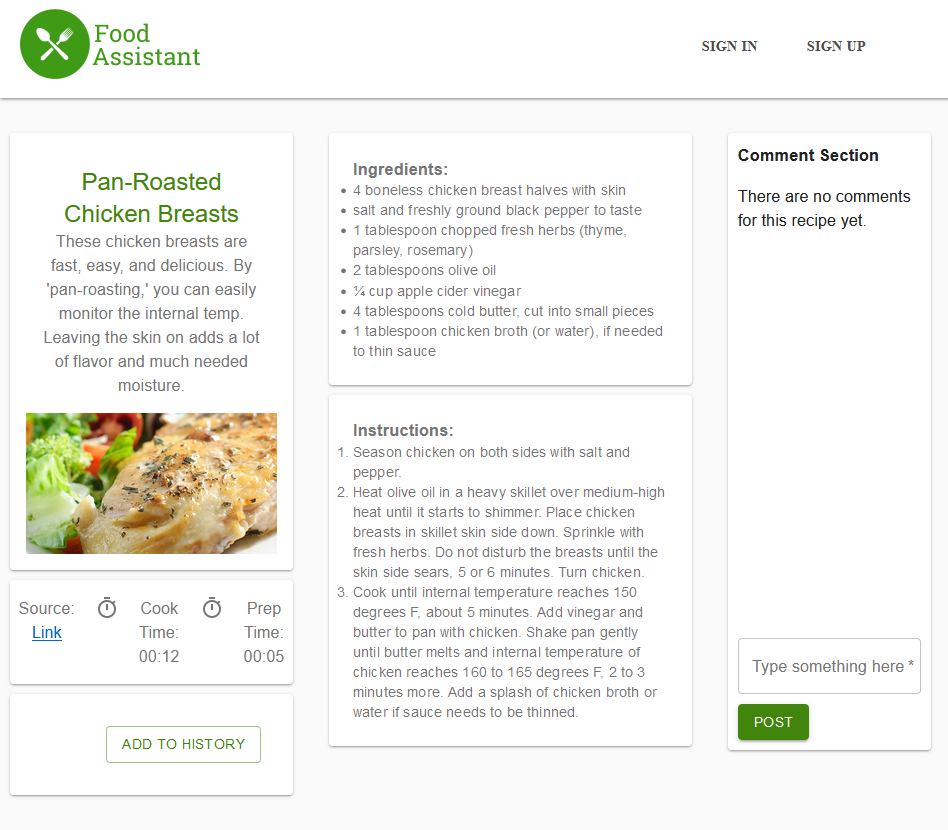 Food
Assistant
SIGN IN
SIGN UP
Pan-Roasted
Chicken Breasts
These chicken breasts are
fast, easy, and delicious. By
'pan-roasting,' you can easily
monitor the internal temp.
Leaving the skin on adds a lot
of flavor and much needed
moisture.
Source:
Link
Cook
Time:
00:12
Prep
Time:
00:05
ADD TO HISTORY
Ingredients:
• 4 boneless chicken breast halves with skin
• salt and freshly ground black pepper to taste
• 1 tablespoon chopped fresh herbs (thyme,
parsley, rosemary)
• 2 tablespoons olive oil
• ¼ cup apple cider vinegar
• 4 tablespoons cold butter, cut into small pieces
• 1 tablespoon chicken broth (or water), if needed
to thin sauce
Instructions:
1. Season chicken on both sides with salt and
pepper.
2. Heat olive oil in a heavy skillet over medium-high
heat until it starts to shimmer. Place chicken
breasts in skillet skin side down. Sprinkle with
fresh herbs. Do not disturb the breasts until the
skin side sears, 5 or 6 minutes. Turn chicken.
3. Cook until internal temperature reaches 150
degrees F, about 5 minutes. Add vinegar and
butter to pan with chicken. Shake pan gently
until butter melts and internal temperature of
chicken reaches 160 to 165 degrees F, 2 to 3
minutes more. Add a splash of chicken broth or
water if sauce needs to be thinned.
Comment Section
There are no comments
for this recipe yet.
Type something here *
POST